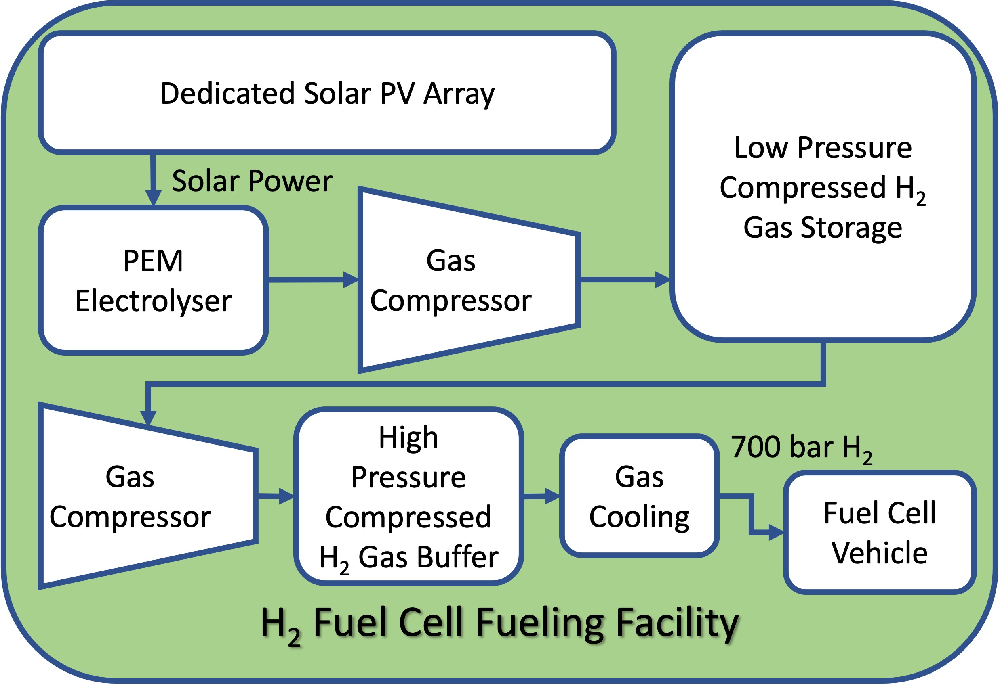 Dedicated Solar PV Array
Solar Power
PEM
Electrolyser
Gas
Compressor
Low Pressure
Compressed H₂
Gas Storage
Gas
Compressor
High
Pressure
Compressed
H₂ Gas Buffer
Gas
Cooling
700 bar H₂
Fuel Cell
Vehicle
H₂ Fuel Cell Fueling Facility